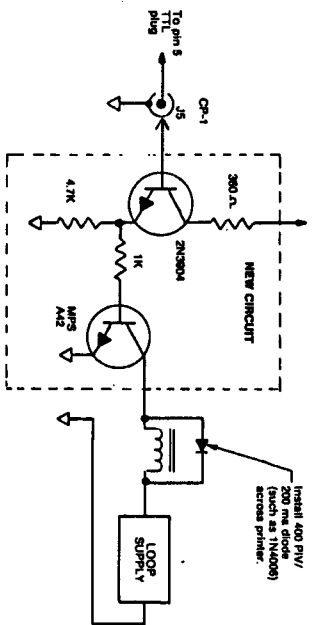 To pin 5
TTL
plug
J5
CP-1
4.7K
360 Ω
2N3904
1K
NEW CIRCUIT
MPS
A42
Install 400 PIV/
200 ma diode
(such as 1N4006)
across printer.
LOOP
SUPPLY